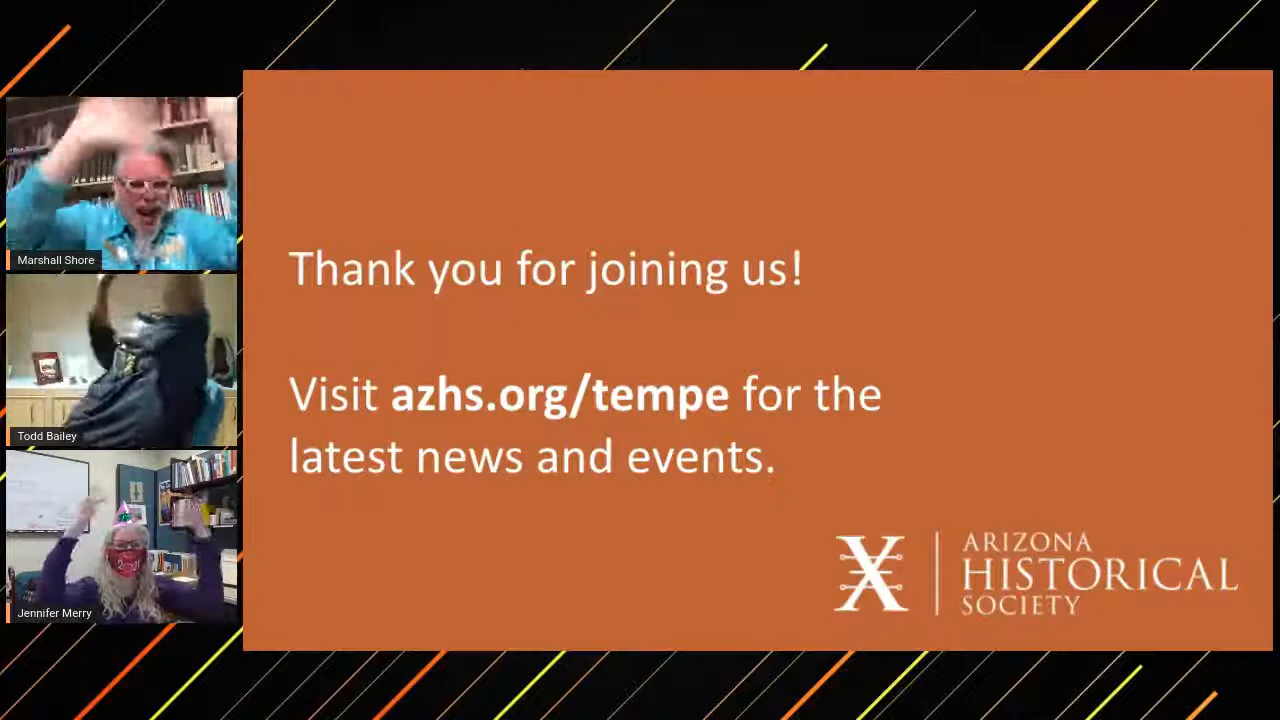 Marshall Shore
Todd Bailey
2021
Jennifer Merry
Thank you for joining us!
Visit azhs.org/tempe for the
latest news and events.
ARIZONA
HISTORICAL
SOCIETY